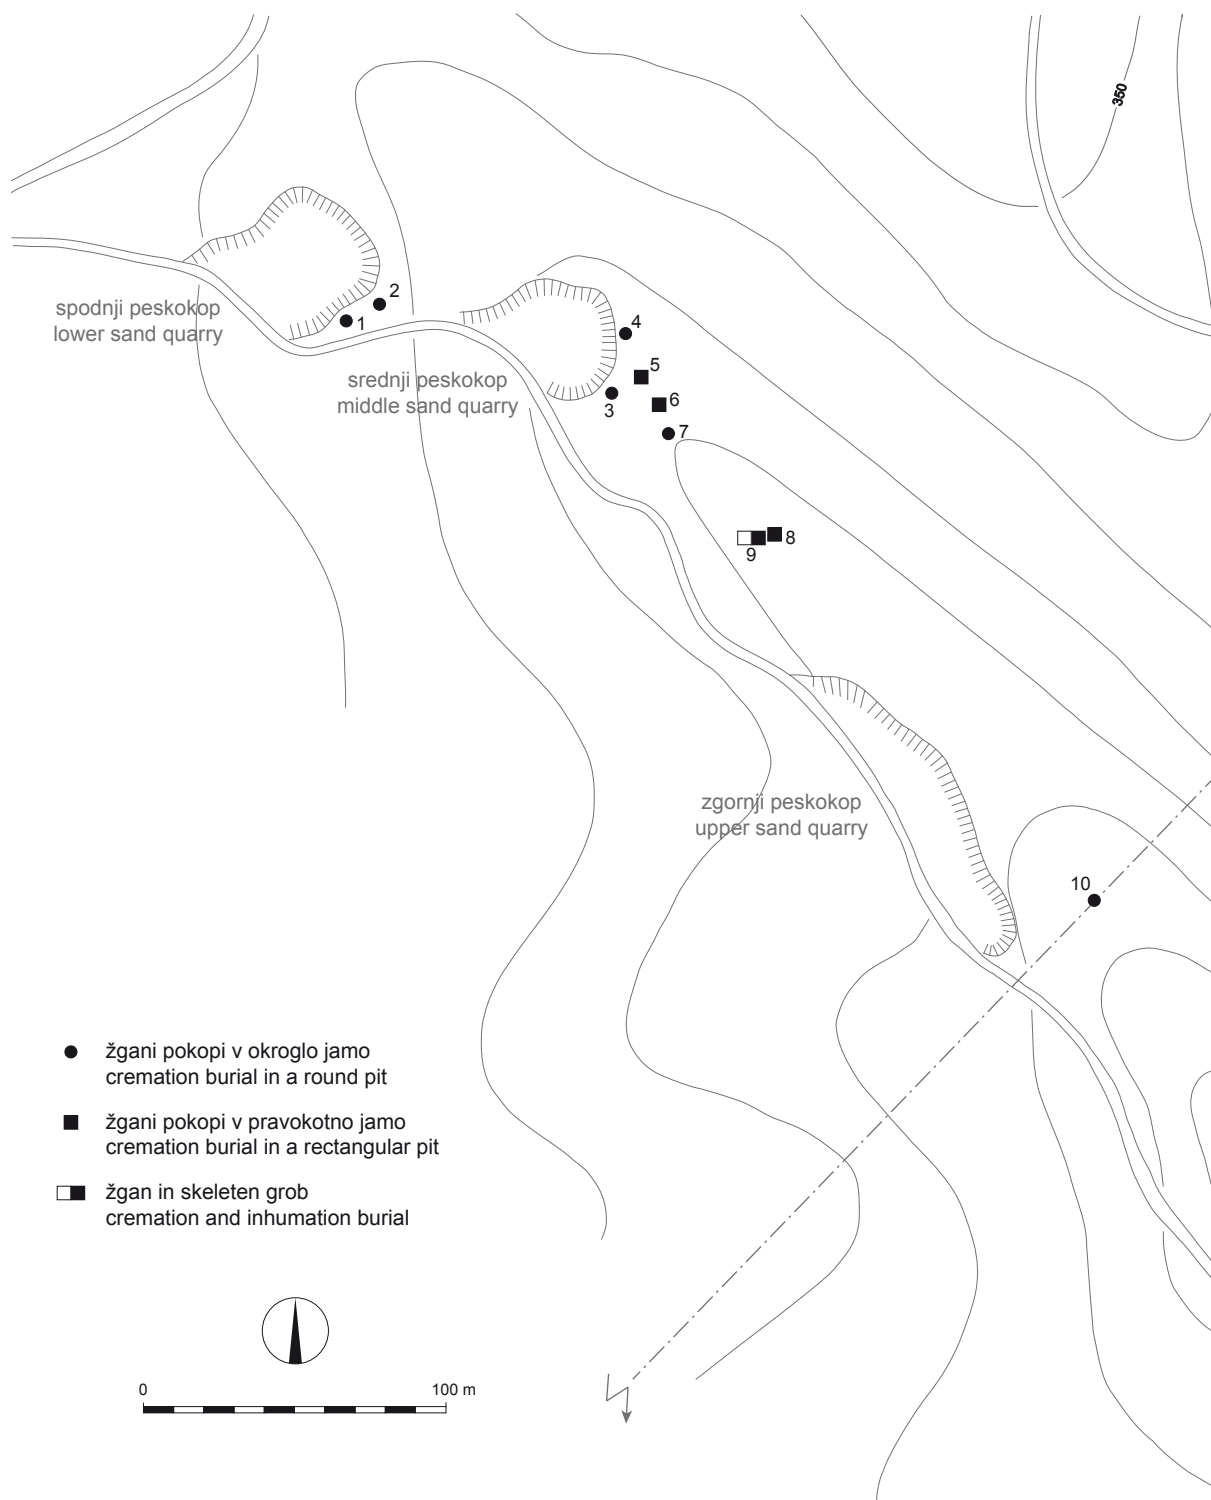 350
2
spodnji peskokop
lower sand quarry
1
4
5
srednji peskokop
middle sand quarry
3
6
7
8
9
zgornji peskokop
upper sand quarry
10
žgani pokopi v okroglo jamo
cremation burial in a round pit
žgani pokopi v pravokotno jamo
cremation burial in a rectangular pit
žgan in skeleten grob
cremation and inhumation burial
0
100 m